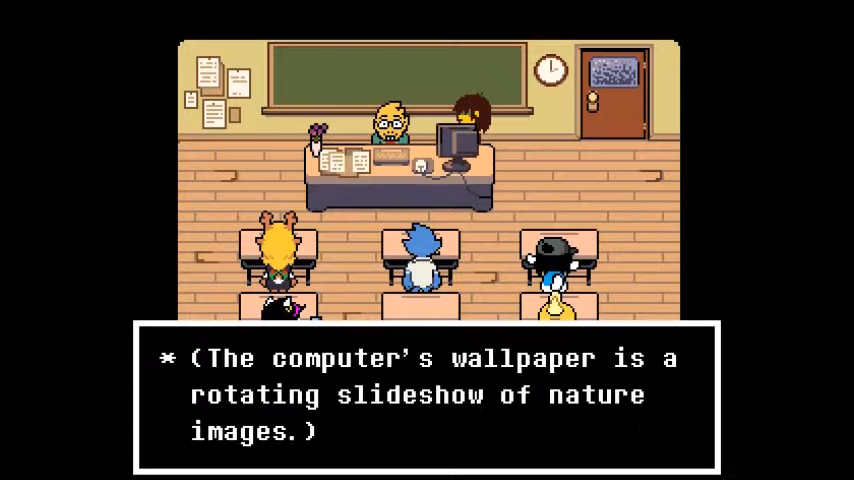 * (The computer's wallpaper is a
rotating slideshow of nature
images.)